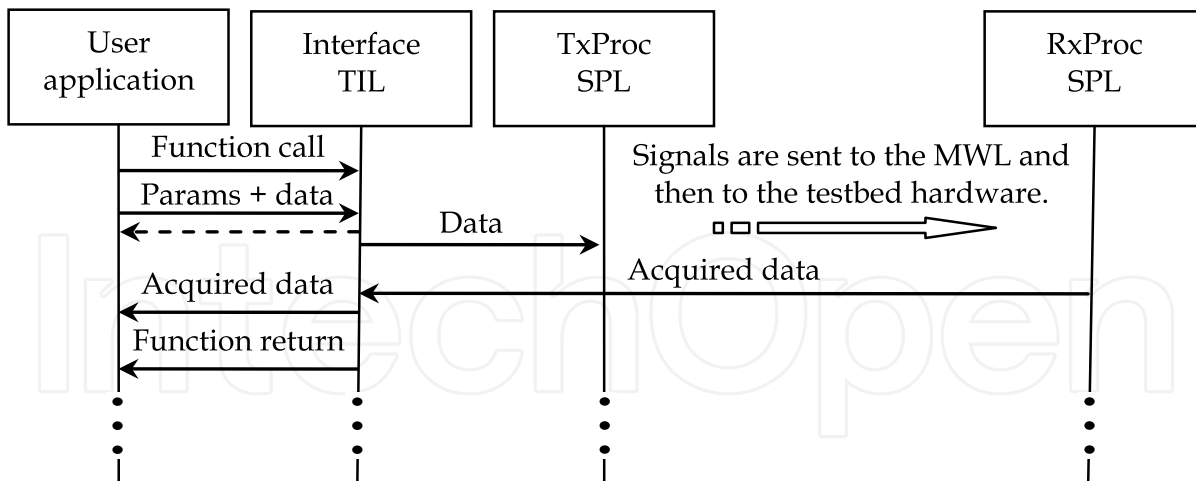 User
application
Interface
TIL
TxProc
SPL
RxProc
SPL
Function call
Signals are sent to the MWL and
then to the testbed hardware.
Params + data
Data
Acquired data
Acquired data
Function return
IntechOpen